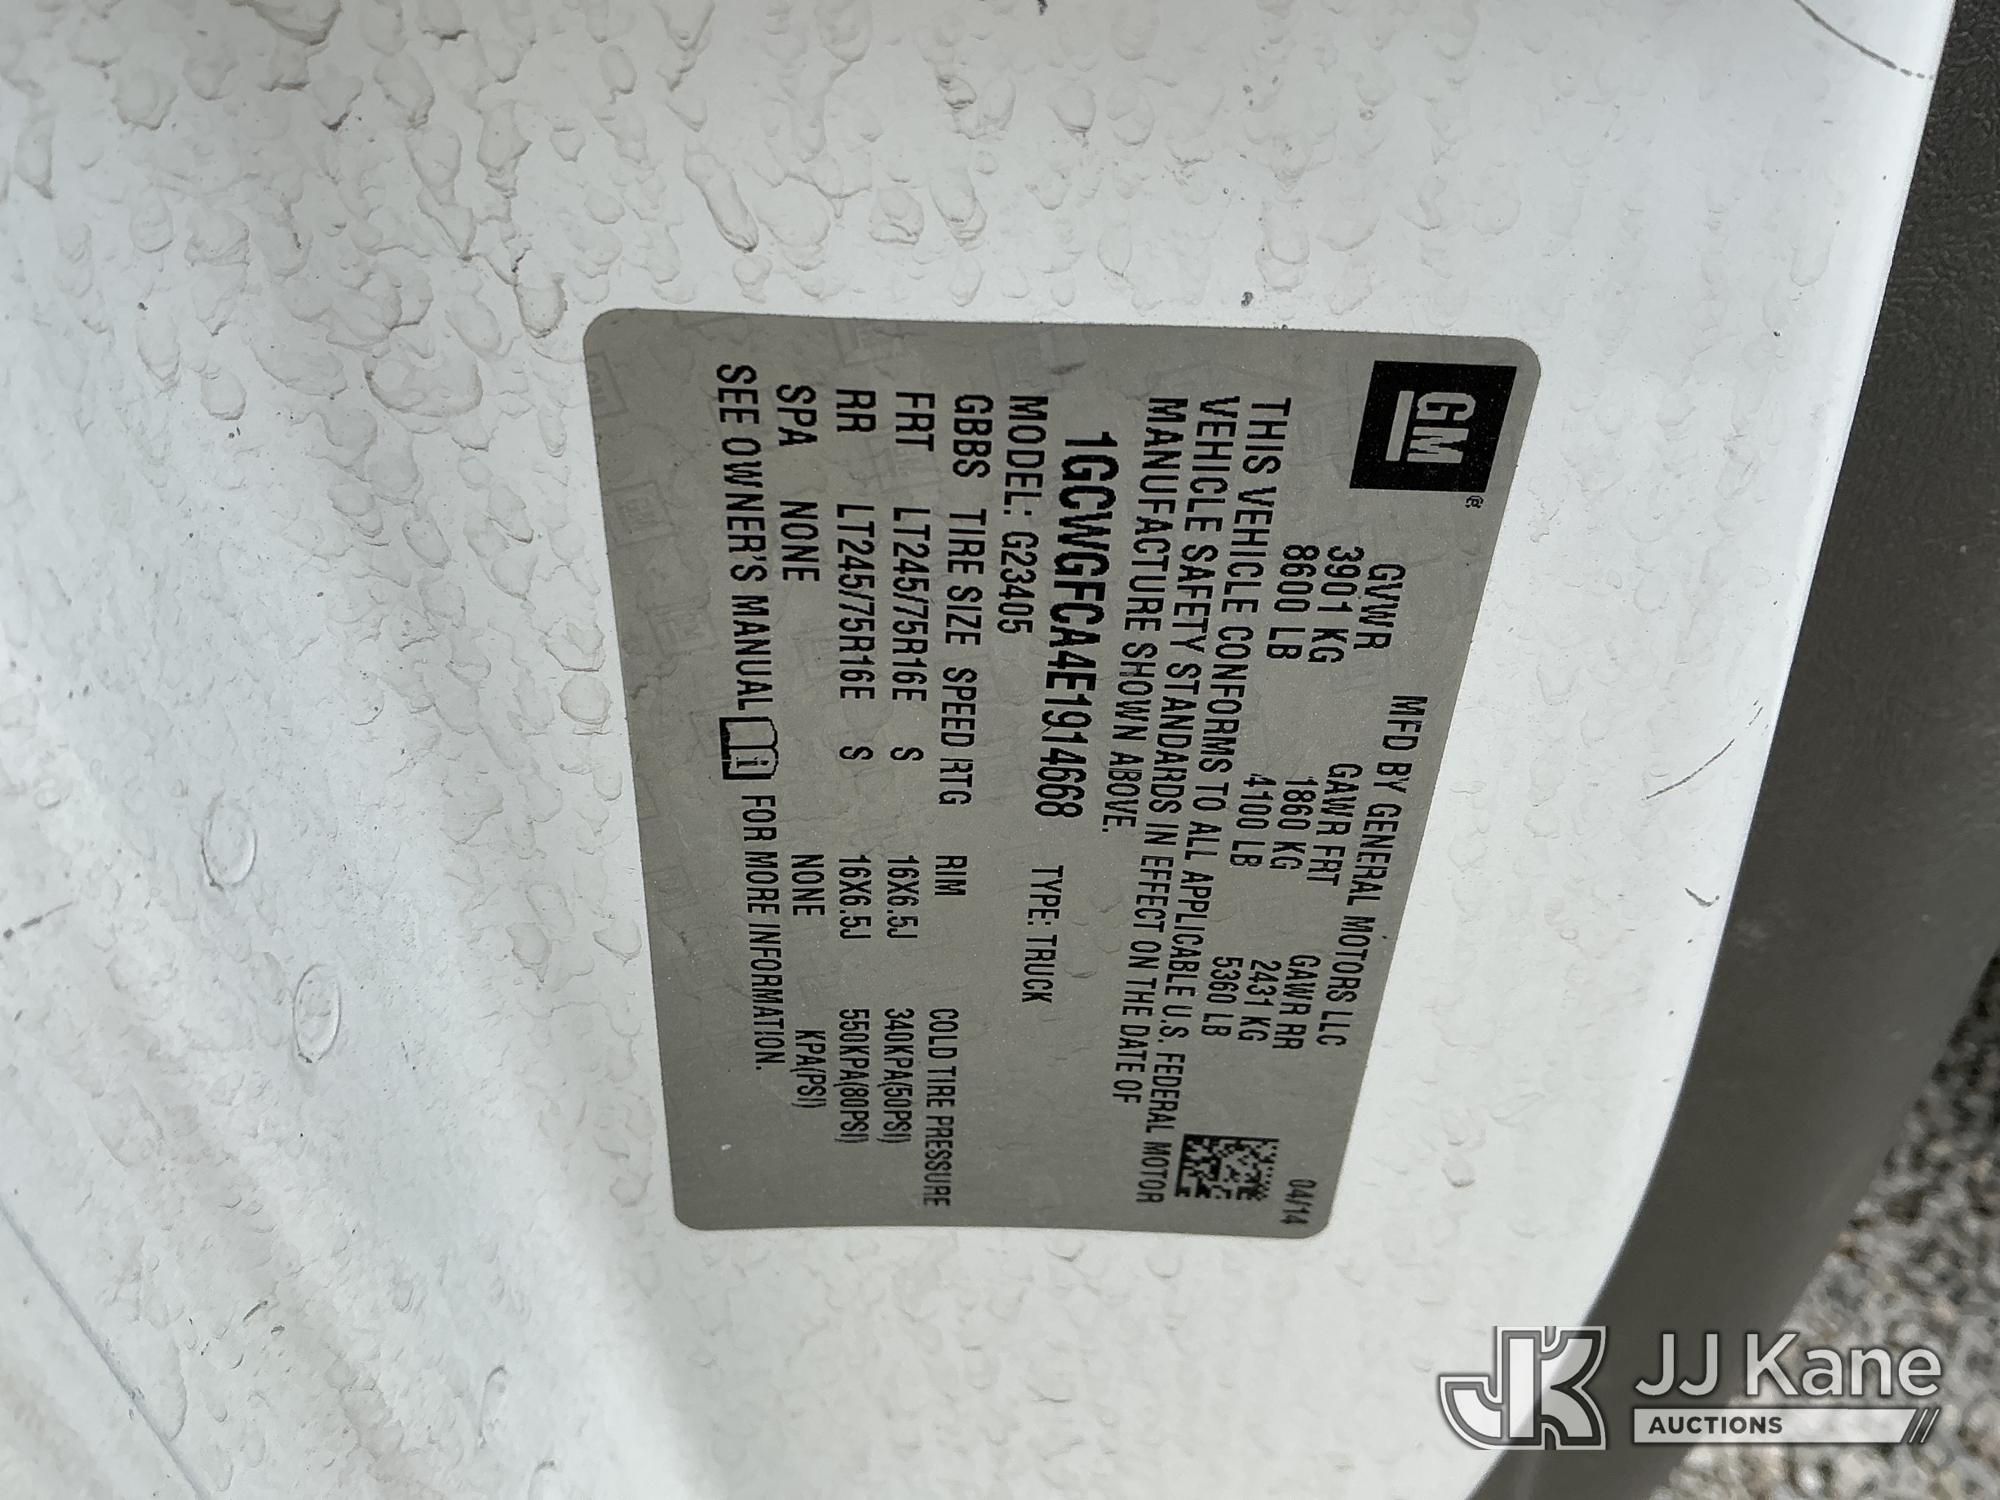 GM®
MFD BY GENERAL MOTORS LLC 04/14
GVWR GAWR FRT GAWR RR
3901 KG 1860 KG 2431 KG
8600 LB 4100 LB 5360 LB
THIS VEHICLE CONFORMS TO ALL APPLICABLE U.S. FEDERAL MOTOR
VEHICLE SAFETY STANDARDS IN EFFECT ON THE DATE OF
MANUFACTURE SHOWN ABOVE.
1GCWGFCA4E1914668 TYPE: TRUCK
MODEL: G23405
GBBS TIRE SIZE SPEED RTG RIM COLD TIRE PRESSURE
FRT LT245/75R16E S 16X6.5J 340KPA(50PSI)
RR LT245/75R16E S 16X6.5J 550KPA(80PSI)
SPA NONE NONE KPA(PSI)
SEE OWNER'S MANUAL i FOR MORE INFORMATION.
JK JJ Kane
AUCTIONS